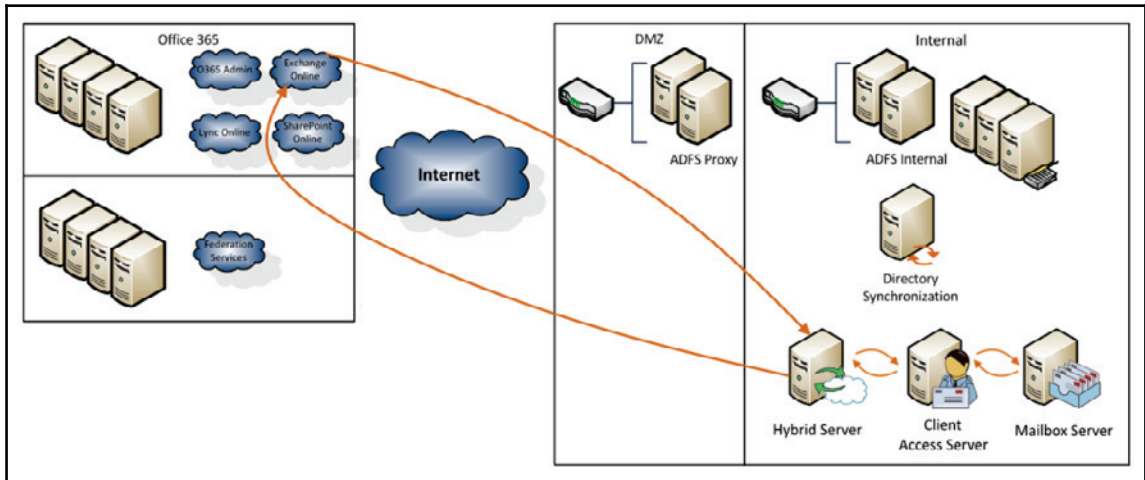 Office 365
O365 Admin
Exchange
Online
Lync Online
SharePoint
Online
Federation
Services
Internet
DMZ
ADFS Proxy
Internal
ADFS Internal
Directory
Synchronization
Hybrid Server
Client
Access Server
Mailbox Server